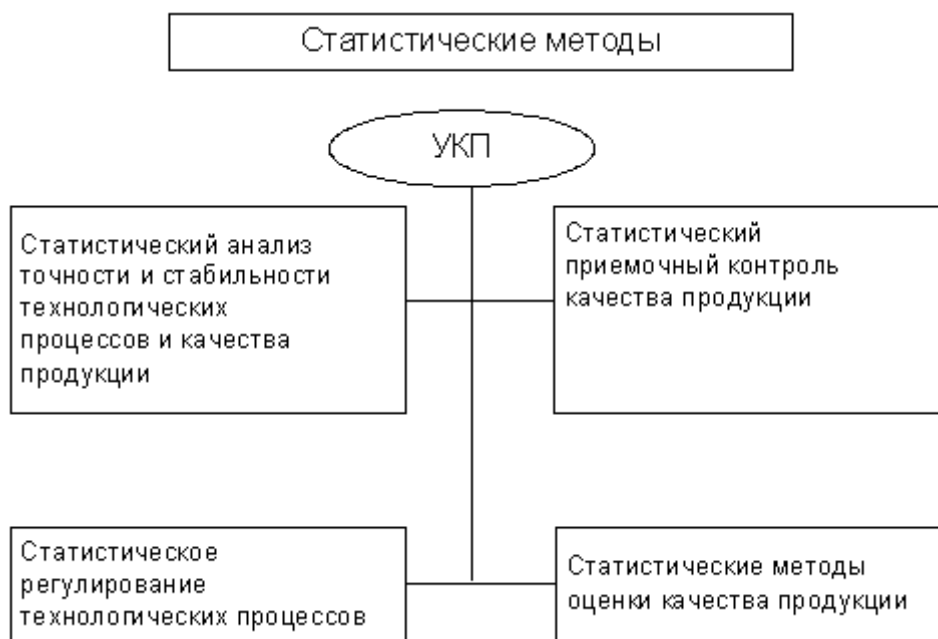 Статистические методы
УКП
Статистический анализ
точности и стабильности
технологических
процессов и качества
продукции
Статистический
приемочный контроль
качества продукции
Статистическое
регулирование
технологических процессов
Статистические методы
оценки качества продукции